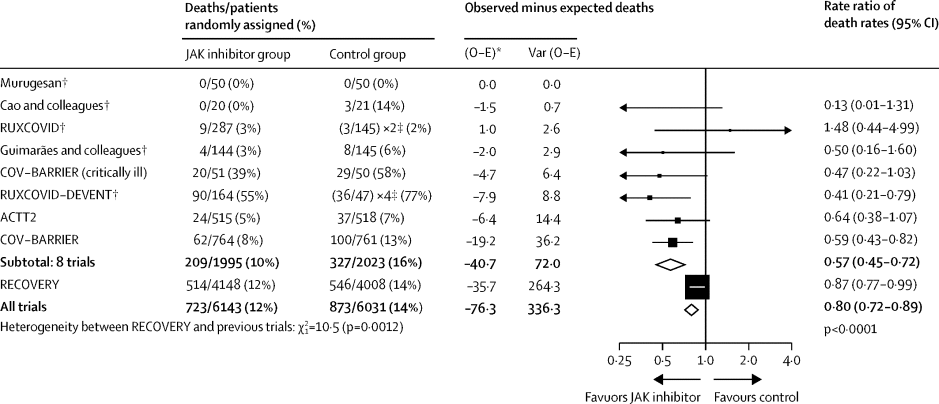 Deaths/patients randomly assigned (%) Observed minus expected deaths Rate ratio of death rates (95% CI)
JAK inhibitor group Control group (O–E)* Var (O–E)
Murugesan† 0/50 (0%) 0/50 (0%) 0·0 0·0
Cao and colleagues† 0/20 (0%) 3/21 (14%) –1·5 0·7 0·13 (0·01–1·31)
RUXCOVID† 9/287 (3%) (3/145) ×2‡ (2%) 1·0 2·6 1·48 (0·44–4·99)
Guimarães and colleagues† 4/144 (3%) 8/145 (6%) –2·0 2·9 0·50 (0·16–1·60)
COV–BARRIER (critically ill) 20/51 (39%) 29/50 (58%) –4·7 6·4 0·47 (0·22–1·03)
RUXCOVID–DEVENT† 90/164 (55%) (36/47) ×4‡ (77%) –7·9 8·8 0·41 (0·21–0·79)
ACTT2 24/515 (5%) 37/518 (7%) –6·4 14·4 0·64 (0·38–1·07)
COV–BARRIER 62/764 (8%) 100/761 (13%) –19·2 36·2 0·59 (0·43–0·82)
Subtotal: 8 trials 209/1995 (10%) 327/2023 (16%) –40·7 72·0 0·57 (0·45–0·72)
RECOVERY 514/4148 (12%) 546/4008 (14%) –35·7 264·3 0·87 (0·77–0·99)
All trials 723/6143 (12%) 873/6031 (14%) –76·3 336·3 0·80 (0·72–0·89)
Heterogeneity between RECOVERY and previous trials: χ²₁=10·5 (p=0·0012) p<0·0001
0·25 0·5 1·0 2·0 4·0
Favuors JAK inhibitor Favours control